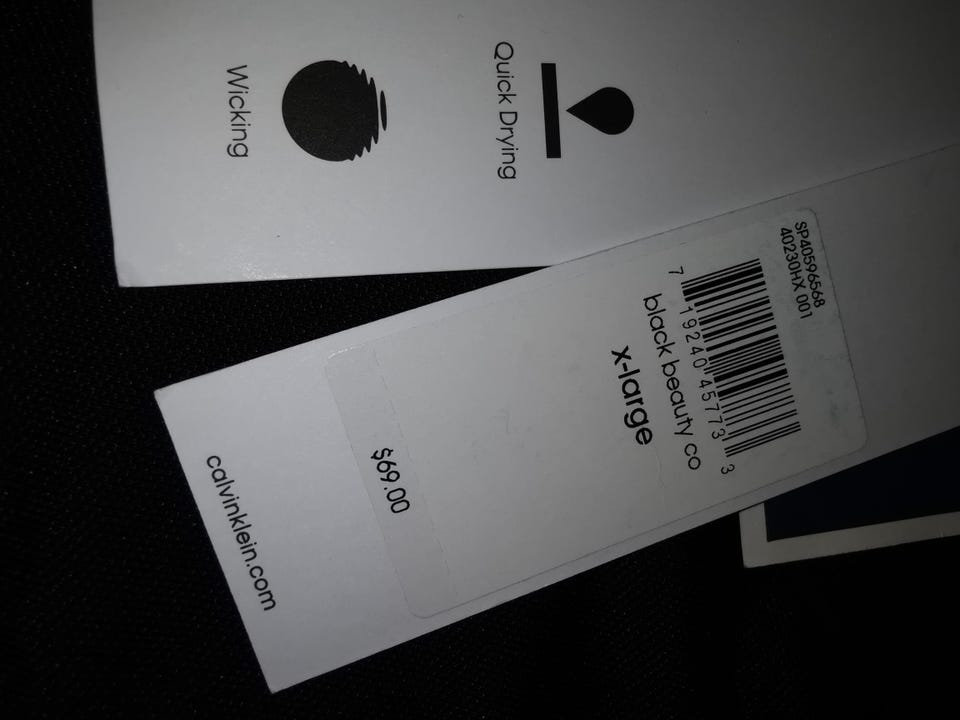 Quick Drying
Wicking
SP40596568
40230HX 001
7 19240 45773 3
black beauty co
x-large
$69.00
calvinklein.com